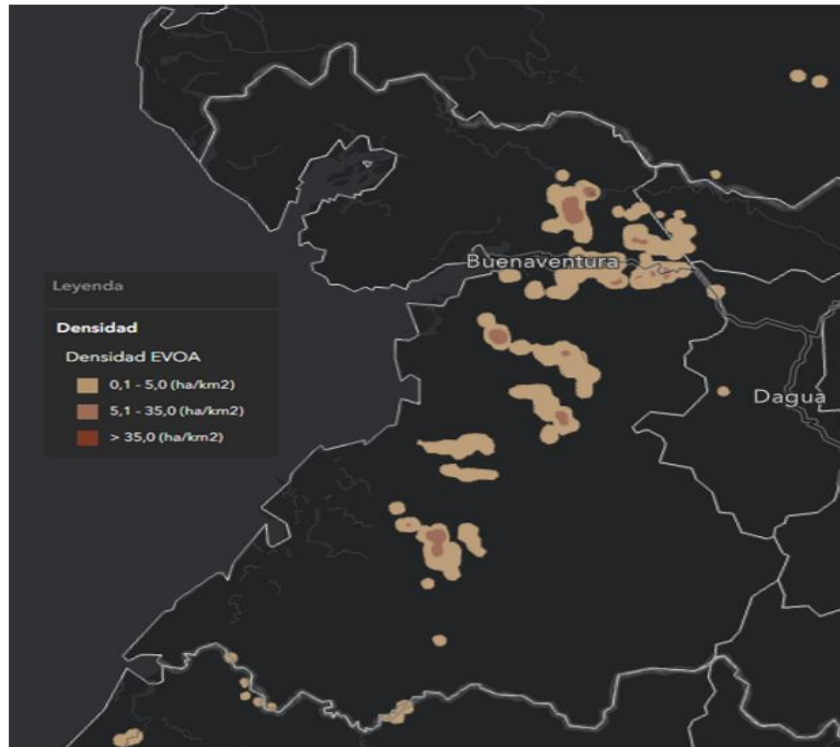 Buenaventura
Leyenda
Densidad
Densidad EVOA
0,1 - 5,0 (ha/km2)
5,1 - 35,0 (ha/km2)
> 35,0 (ha/km2)
Dagua